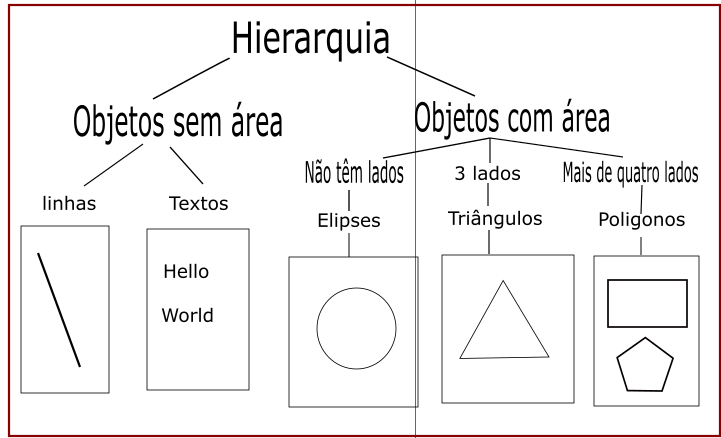 Hierarquia
Objetos sem área
Objetos com área
Não têm lados
3 lados
Mais de quatro lados
linhas
Textos
Elipses
Triângulos
Poligonos
Hello
World